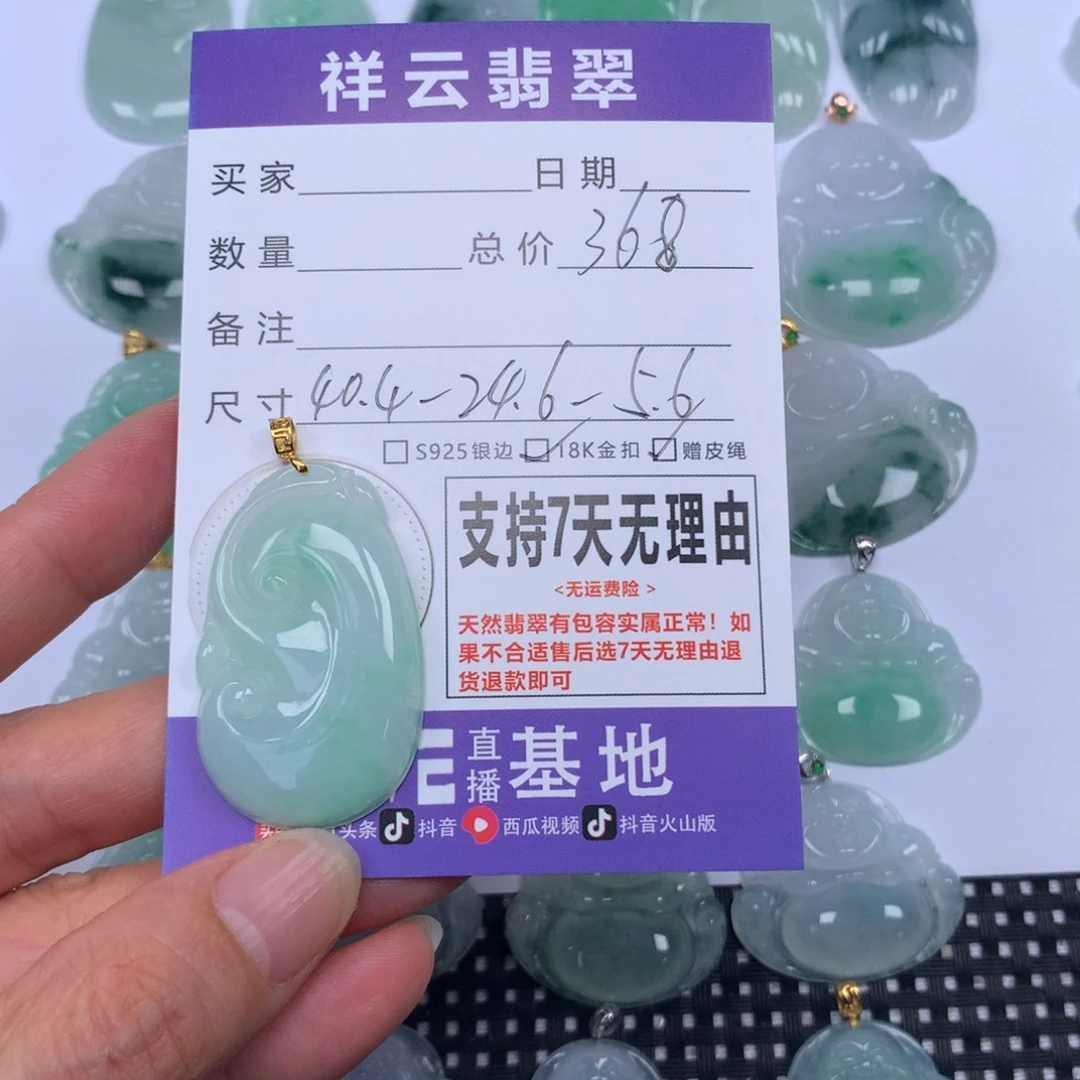 祥云翡翠
买家 日期
数量 总价 368
备注
尺寸 40.4-24.6-5.6
S925银边 18K金扣 赠皮绳
支持7天无理由
<无运费险>
天然翡翠有包容实属正常！如
果不合适售后选7天无理由退
货退款即可
直播基地
头条 抖音 西瓜视频 抖音火山版